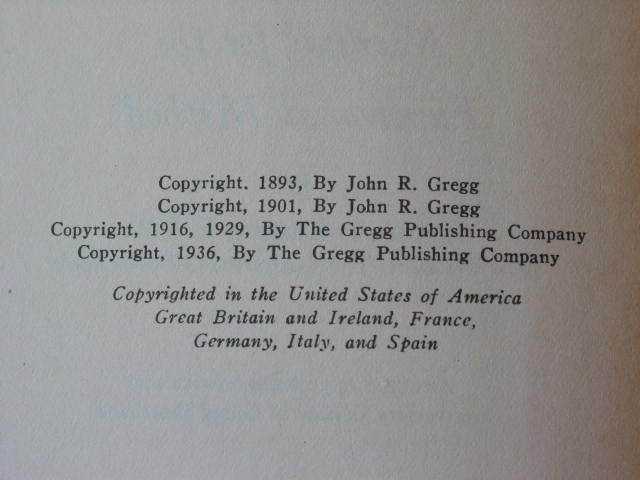 Copyright. 1893, By John R. Gregg
Copyright, 1901, By John R. Gregg
Copyright, 1916, 1929, By The Gregg Publishing Company
Copyright, 1936, By The Gregg Publishing Company
Copyrighted in the United States of America
Great Britain and Ireland, France,
Germany, Italy, and Spain